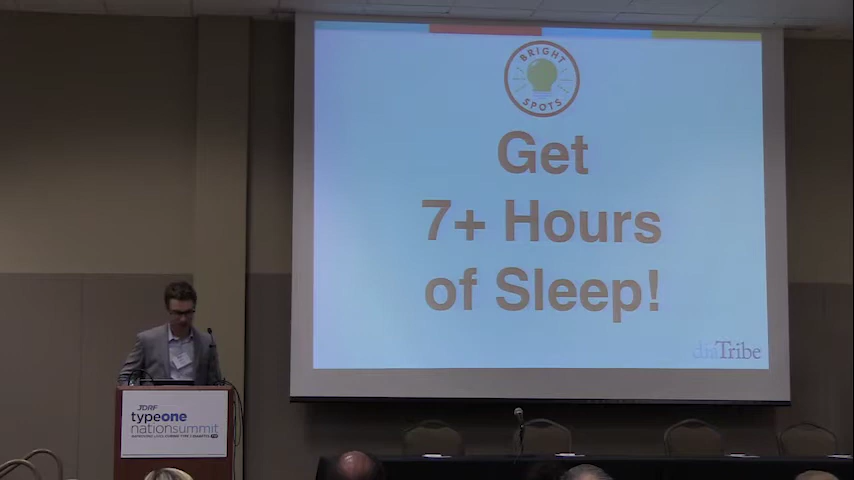 BRIGHT
SPOTS
Get
7+ Hours
of Sleep!
diaTribe
JDRF
typeone
nationsummit